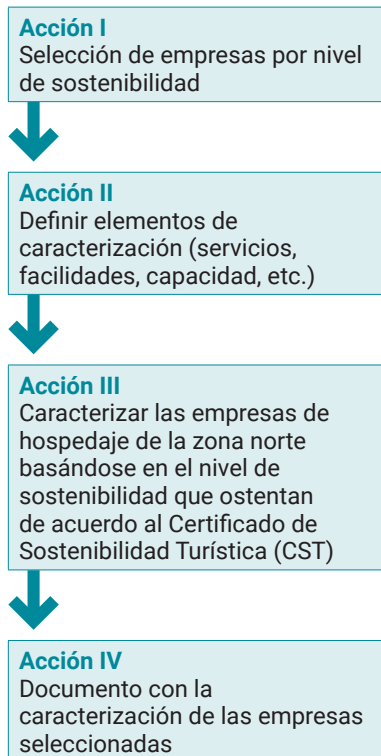 Acción I
Selección de empresas por nivel
de sostenibilidad
Acción II
Definir elementos de
caracterización (servicios,
facilidades, capacidad, etc.)
Acción III
Caracterizar las empresas de
hospedaje de la zona norte
basándose en el nivel de
sostenibilidad que ostentan
de acuerdo al Certificado de
Sostenibilidad Turística (CST)
Acción IV
Documento con la
caracterización de las empresas
seleccionadas